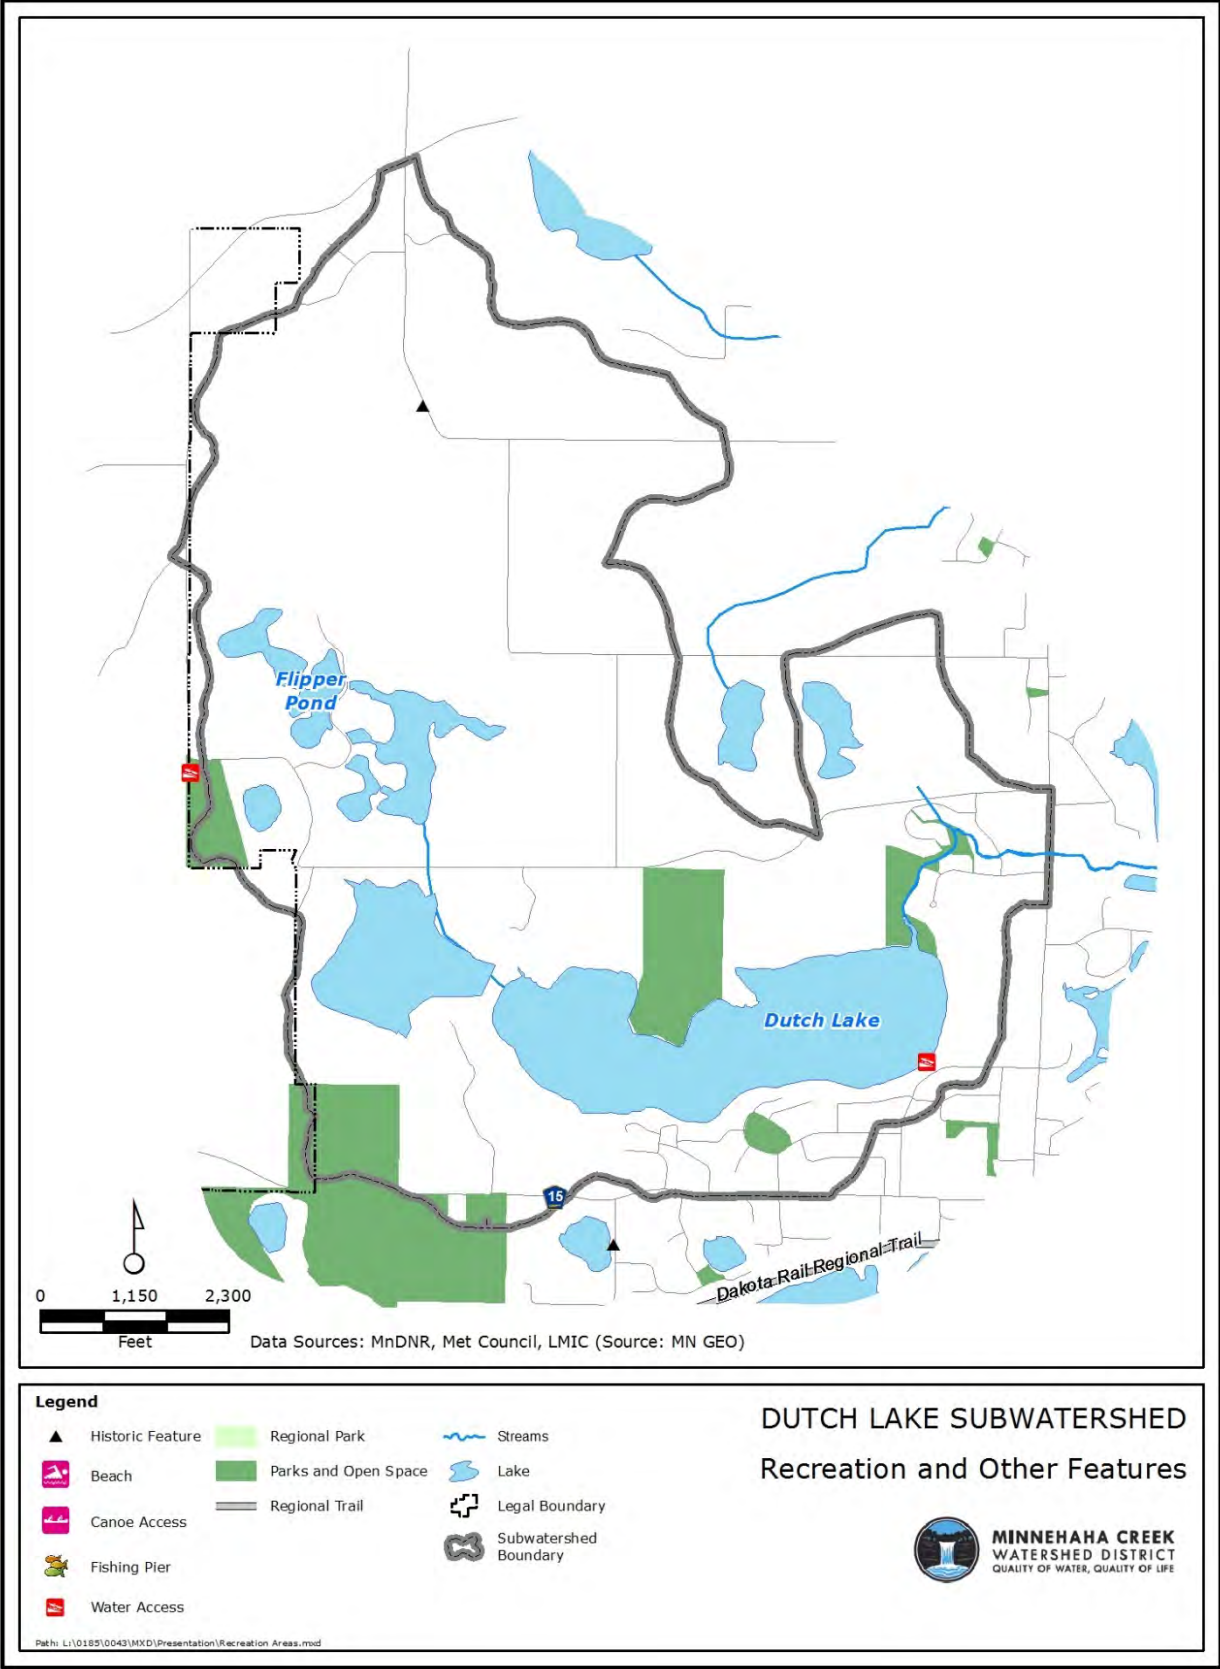 Flipper
Pond
Dutch Lake
15
Dakota Rail Regional Trail
0 1,150 2,300
Feet
Data Sources: MnDNR, Met Council, LMIC (Source: MN GEO)
Legend
Historic Feature
Beach
Canoe Access
Fishing Pier
Water Access
Regional Park
Parks and Open Space
Regional Trail
Streams
Lake
Legal Boundary
Subwatershed
Boundary
DUTCH LAKE SUBWATERSHED
Recreation and Other Features
MINNEHAHA CREEK
WATERSHED DISTRICT
QUALITY OF WATER, QUALITY OF LIFE
Path: L:\0185\0043\MXD\Presentation\Recreation Areas.mxd